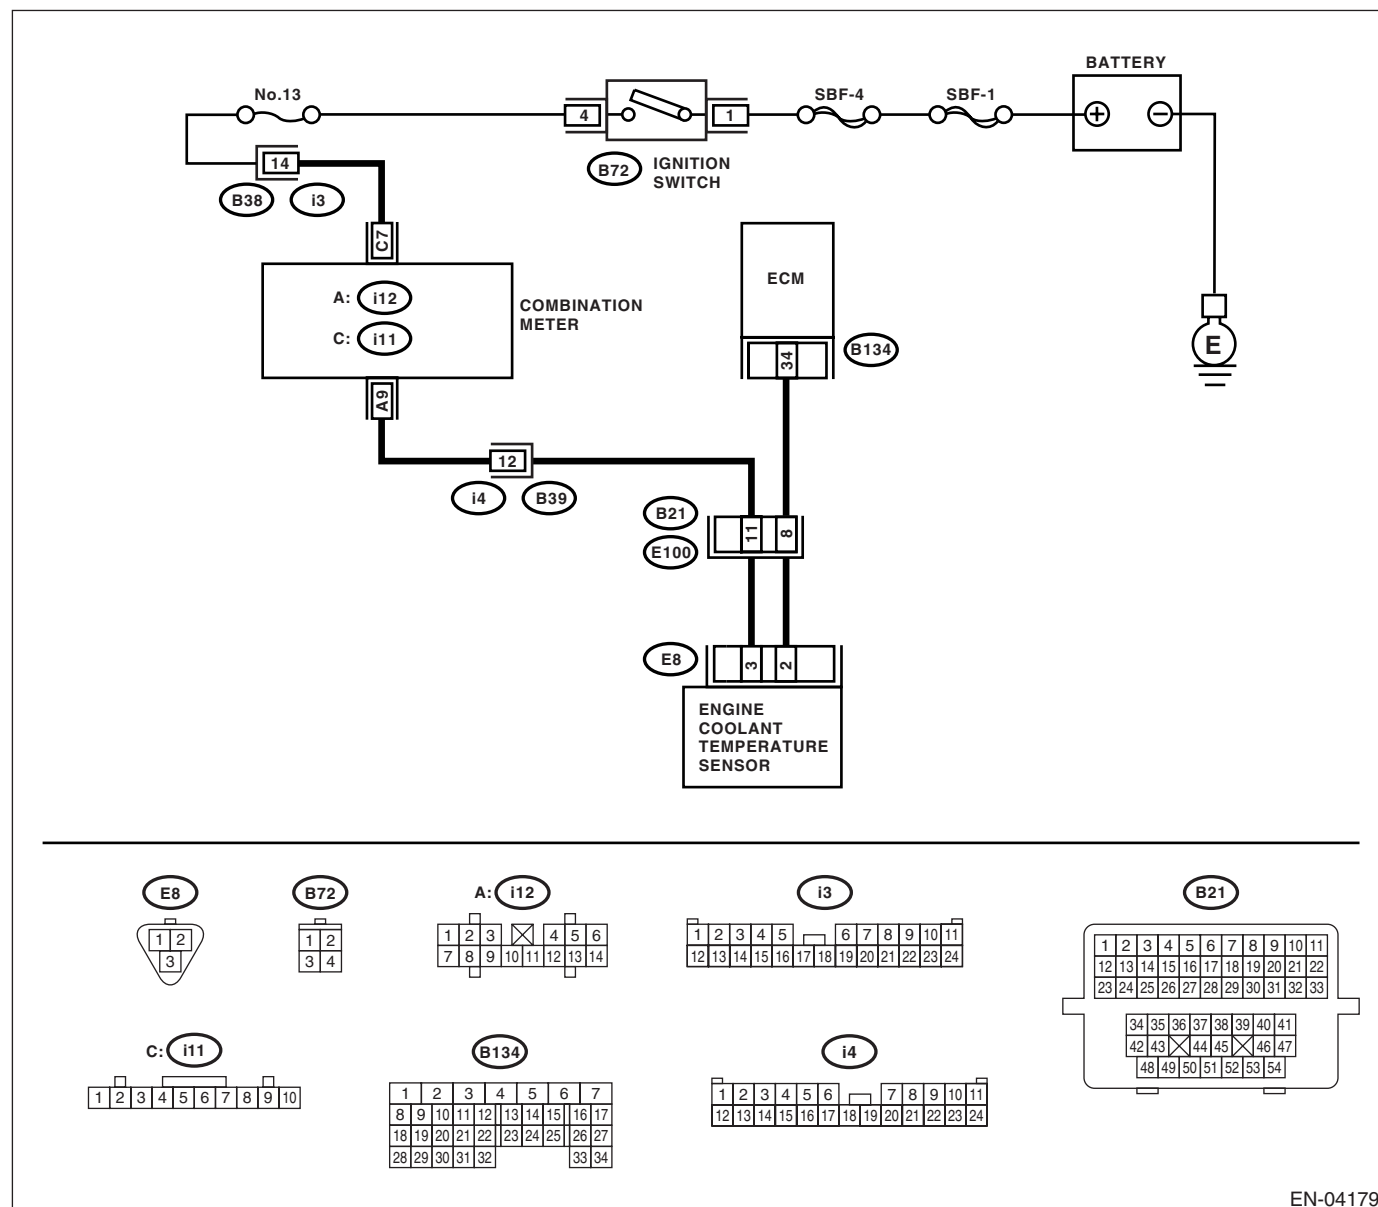 BATTERY
No.13
SBF-4
SBF-1
4
1
B72
IGNITION
SWITCH
14
B38
i3
C7
ECM
A: i12
C: i11
COMBINATION
METER
34
B134
E
A9
12
i4
B39
B21
11
8
E100
E8
3
2
ENGINE
COOLANT
TEMPERATURE
SENSOR
E8
1 2
3
B72
1 2
3 4
A: i12
1 2 3 4 5 6
7 8 9 10 11 12 13 14
i3
1 2 3 4 5 6 7 8 9 10 11
12 13 14 15 16 17 18 19 20 21 22 23 24
B21
1 2 3 4 5 6 7 8 9 10 11
12 13 14 15 16 17 18 19 20 21 22
23 24 25 26 27 28 29 30 31 32 33
34 35 36 37 38 39 40 41
42 43 44 45 46 47
48 49 50 51 52 53 54
C: i11
1 2 3 4 5 6 7 8 9 10
B134
1 2 3 4 5 6 7
8 9 10 11 12 13 14 15 16 17
18 19 20 21 22 23 24 25 26 27
28 29 30 31 32 33 34
i4
1 2 3 4 5 6 7 8 9 10 11
12 13 14 15 16 17 18 19 20 21 22 23 24
EN-04179